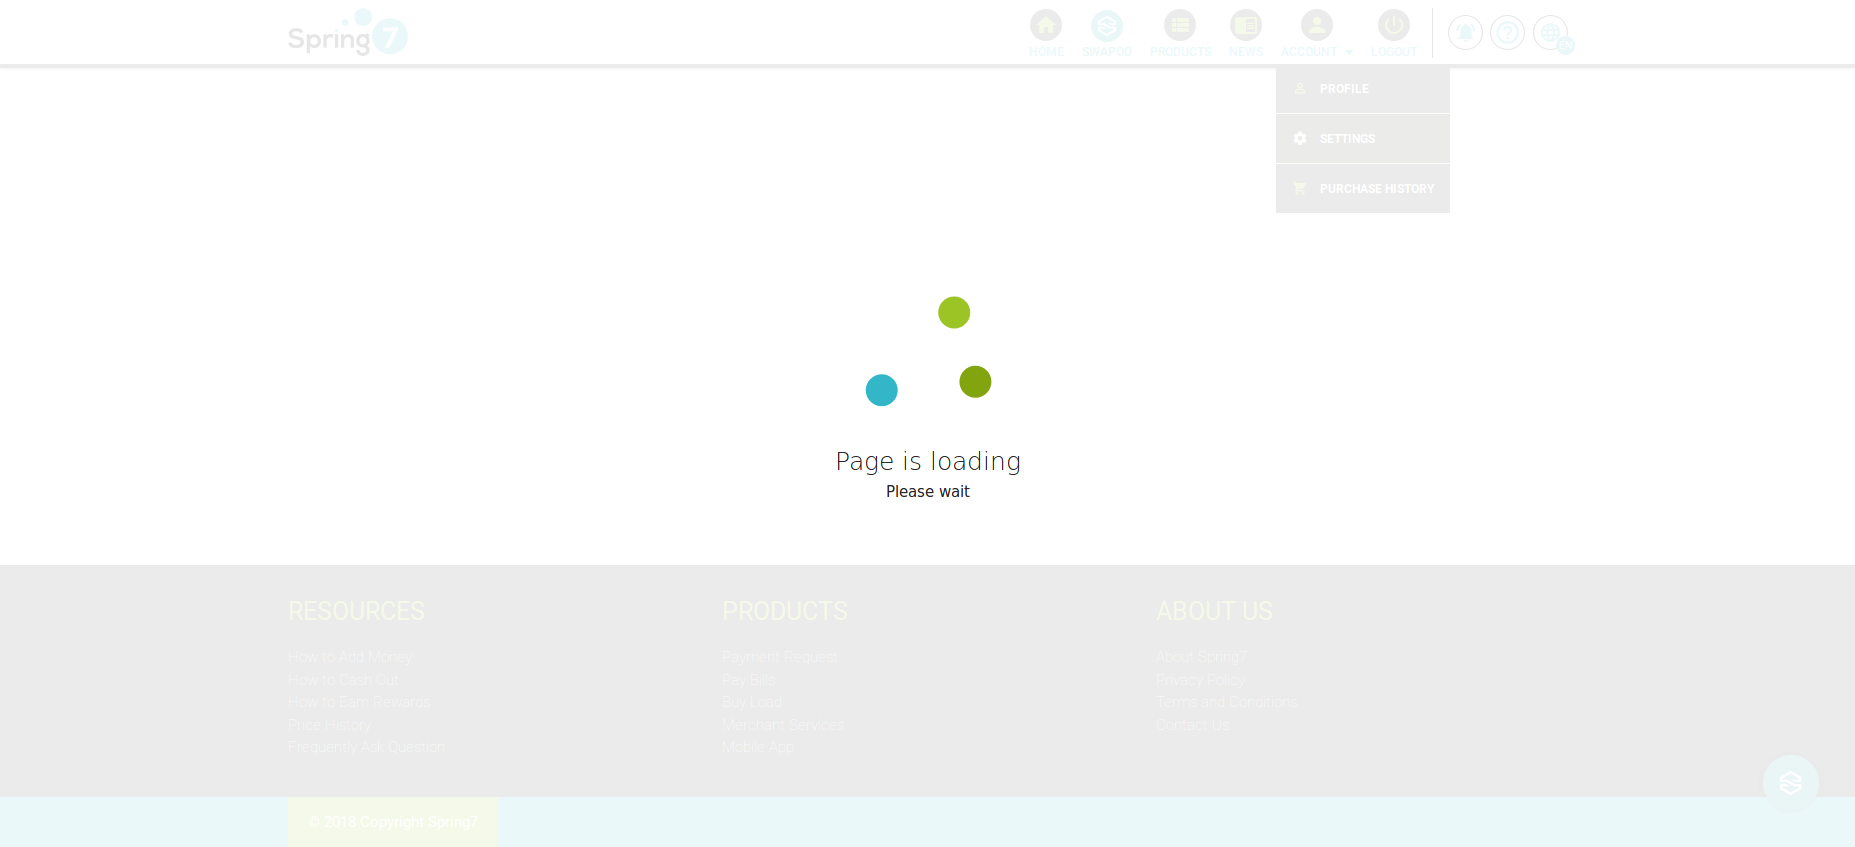 Spring7
HOME SWAPOO PRODUCTS NEWS ACCOUNT LOGOUT EN
PROFILE
SETTINGS
PURCHASE HISTORY
Page is loading
Please wait
RESOURCES
How to Add Money
How to Cash Out
How to Earn Rewards
Price History
Frequently Ask Question
PRODUCTS
Payment Request
Pay Bills
Buy Load
Merchant Services
Mobile App
ABOUT US
About Spring7
Privacy Policy
Terms and Conditions
Contact Us
© 2018 Copyright Spring7